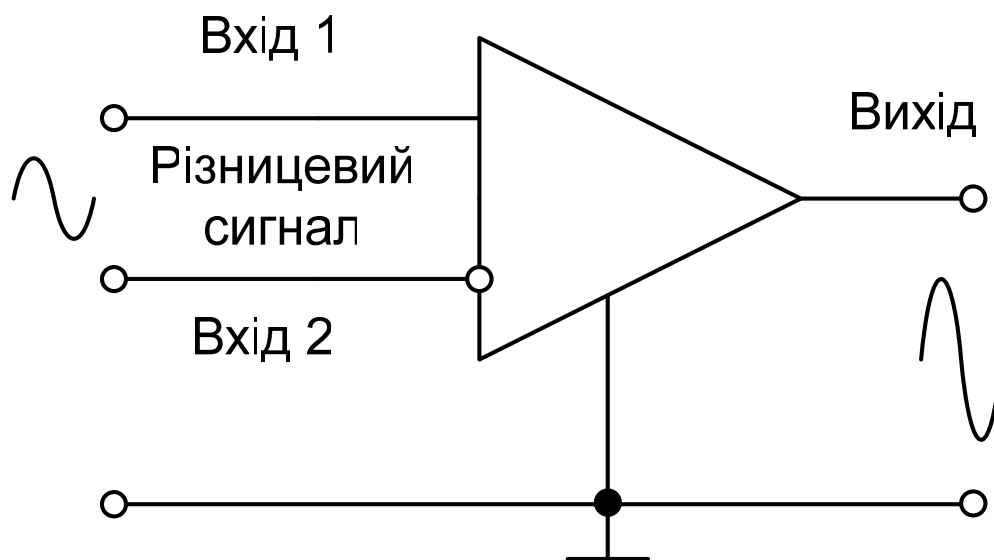 Вхід 1
Різницевий
сигнал
Вхід 2
Вихід